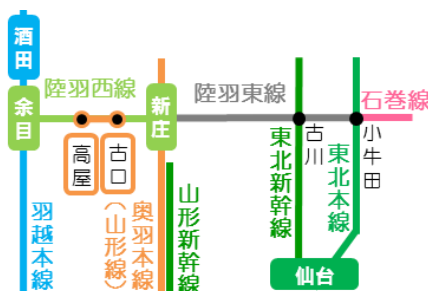 酒田
余目
陸羽西線
高屋
古口
新庄
陸羽東線
石巻線
古川
小牛田
羽越本線
奥羽本線
(山形線)
山形新幹線
東北新幹線
東北本線
仙台